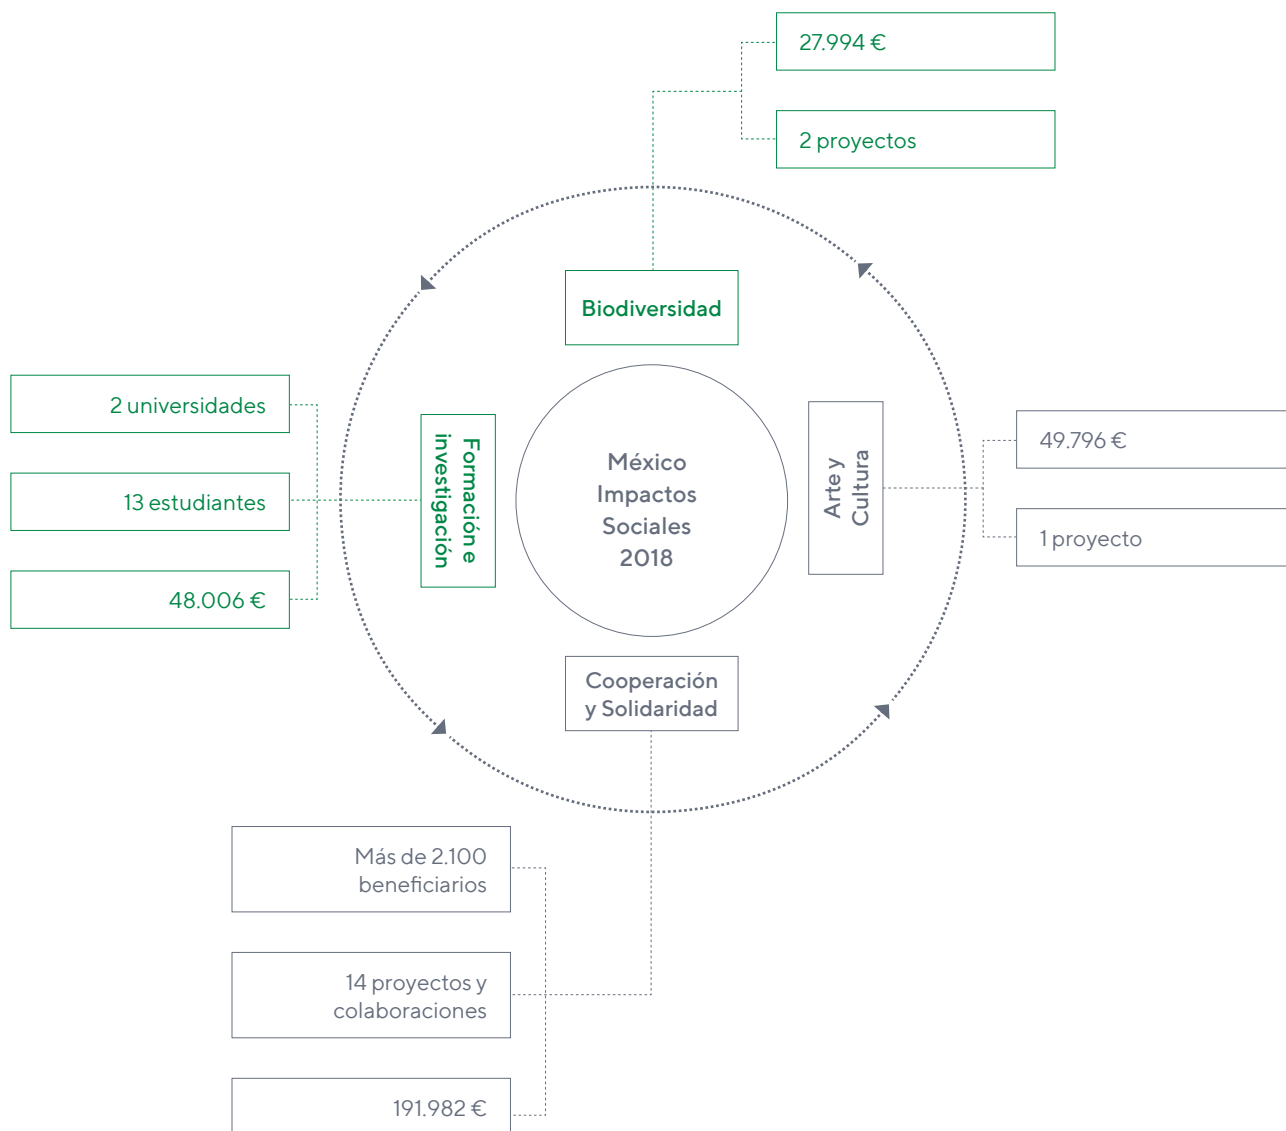 27.994 €
2 proyectos
Biodiversidad
2 universidades
13 estudiantes
48.006 €
Formación e
investigación
México
Impactos
Sociales
2018
Arte y
Cultura
49.796 €
1 proyecto
Cooperación
y Solidaridad
Más de 2.100
beneficiarios
14 proyectos y
colaboraciones
191.982 €